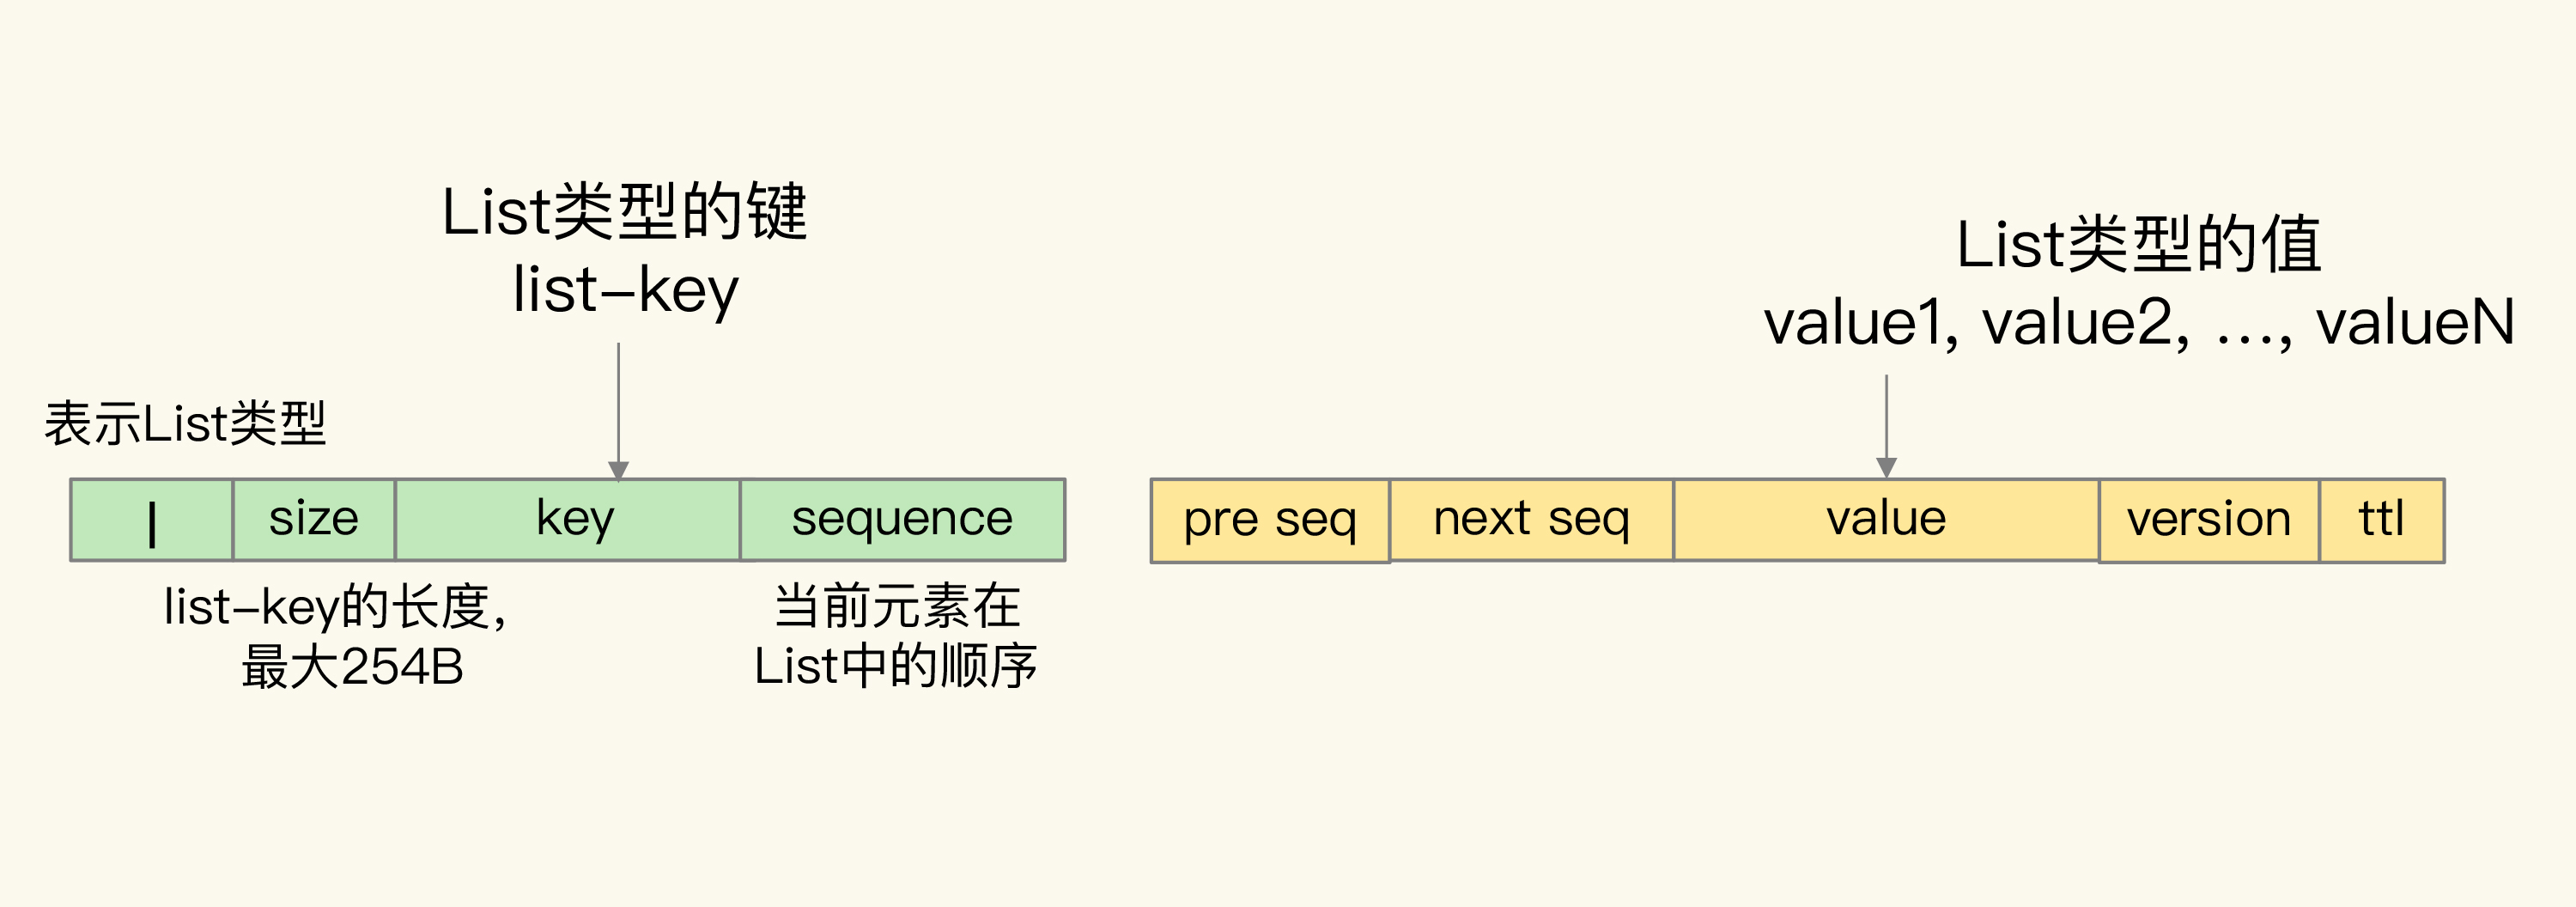 List类型的键
list-key
List类型的值
value1, value2, ..., valueN
表示List类型
l size key sequence
pre seq next seq value version ttl
list-key的长度，
最大254B
当前元素在
List中的顺序